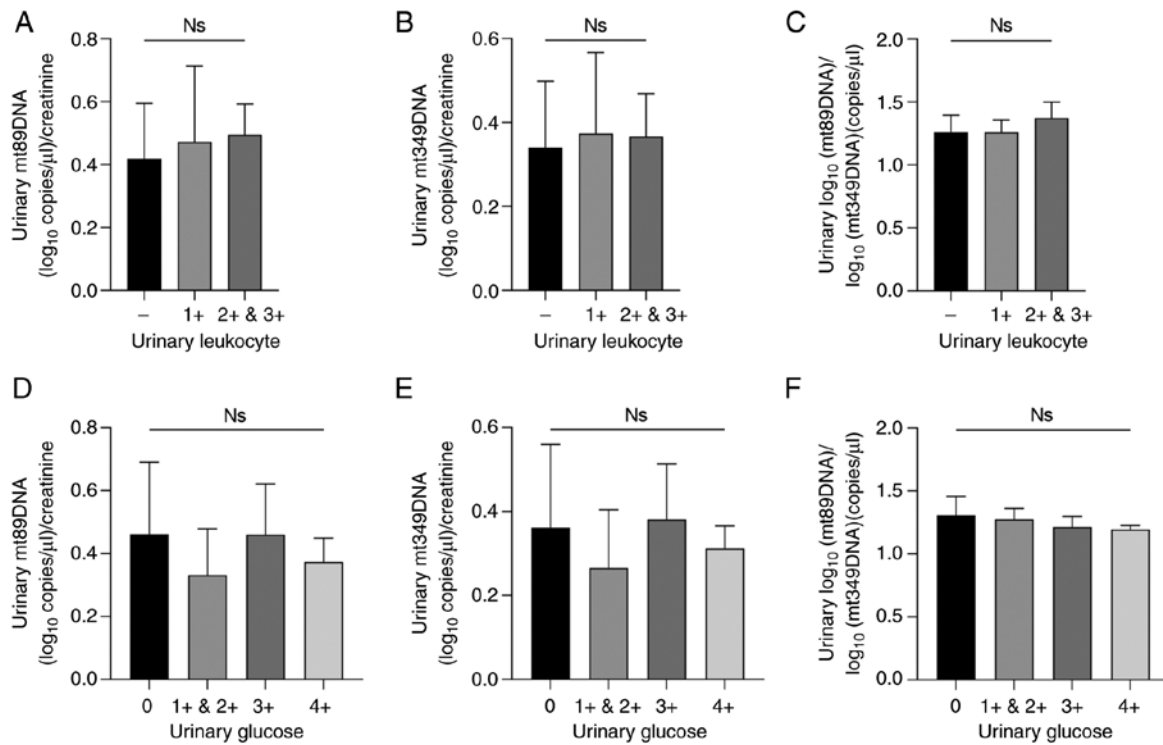 A
Urinary mt89DNA
(log10 copies/µl)/creatinine
0.8
0.6
0.4
0.2
0.0
Ns
– 1+ 2+ & 3+
Urinary leukocyte
B
Urinary mt349DNA
(log10 copies/µl)/creatinine
0.6
0.4
0.2
0.0
Ns
– 1+ 2+ & 3+
Urinary leukocyte
C
Urinary log10 (mt89DNA)/
log10 (mt349DNA)(copies/µl)
2.0
1.5
1.0
0.5
0.0
Ns
– 1+ 2+ & 3+
Urinary leukocyte
D
Urinary mt89DNA
(log10 copies/µl)/creatinine
0.8
0.6
0.4
0.2
0.0
Ns
0 1+ & 2+ 3+ 4+
Urinary glucose
E
Urinary mt349DNA
(log10 copies/µl)/creatinine
0.6
0.4
0.2
0.0
Ns
0 1+ & 2+ 3+ 4+
Urinary glucose
F
Urinary log10 (mt89DNA)/
log10 (mt349DNA)(copies/µl)
2.0
1.5
1.0
0.5
0.0
Ns
0 1+ & 2+ 3+ 4+
Urinary glucose